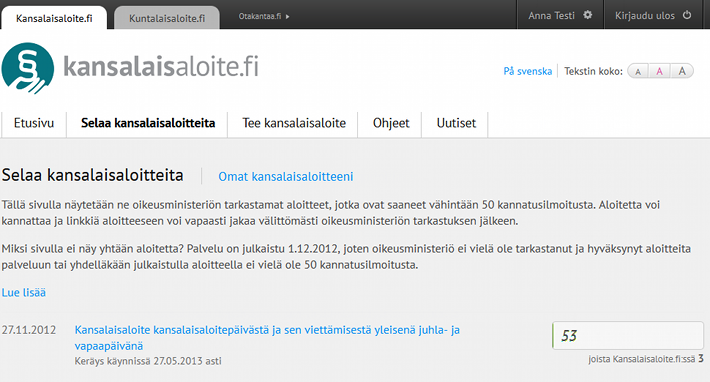 Kansalaisaloite.fi Kuntalaisaloite.fi Otakantaa.fi Anna Testi Kirjaudu ulos
§ kansalaisaloite.fi
På svenska Tekstin koko: A A A
Etusivu Selaa kansalaisaloitteita Tee kansalaisaloite Ohjeet Uutiset
Selaa kansalaisaloitteita Omat kansalaisaloitteeni
Tällä sivulla näytetään ne oikeusministeriön tarkastamat aloitteet, jotka ovat saaneet vähintään 50 kannatusilmoitusta. Aloitetta voi
kannattaa ja linkkiä aloitteeseen voi vapaasti jakaa välittömästi oikeusministeriön tarkastuksen jälkeen.
Miksi sivulla ei näy yhtään aloitetta? Palvelu on julkaistu 1.12.2012, joten oikeusministeriö ei vielä ole tarkastanut ja hyväksynyt aloitteita
palveluun tai yhdelläkään julkaistulla aloitteella ei vielä ole 50 kannatusilmoitusta.
Lue lisää
27.11.2012 Kansalaisaloite kansalaisaloitepäivästä ja sen viettämisestä yleisenä juhla- ja 53
vapaapäivänä
Keräys käynnissä 27.05.2013 asti joista Kansalaisaloite.fi:ssä 3